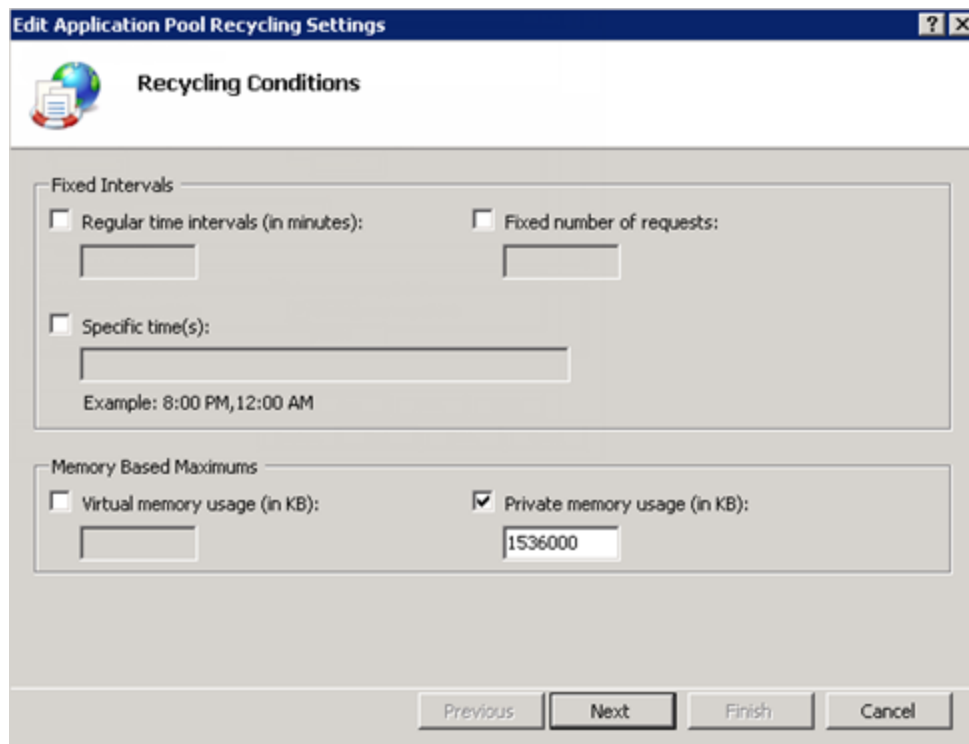 Edit Application Pool Recycling Settings
Recycling Conditions
Fixed Intervals
Regular time intervals (in minutes):
Fixed number of requests:
Specific time(s):
Example: 8:00 PM,12:00 AM
Memory Based Maximums
Virtual memory usage (in KB):
Private memory usage (in KB):
1536000
Previous
Next
Finish
Cancel